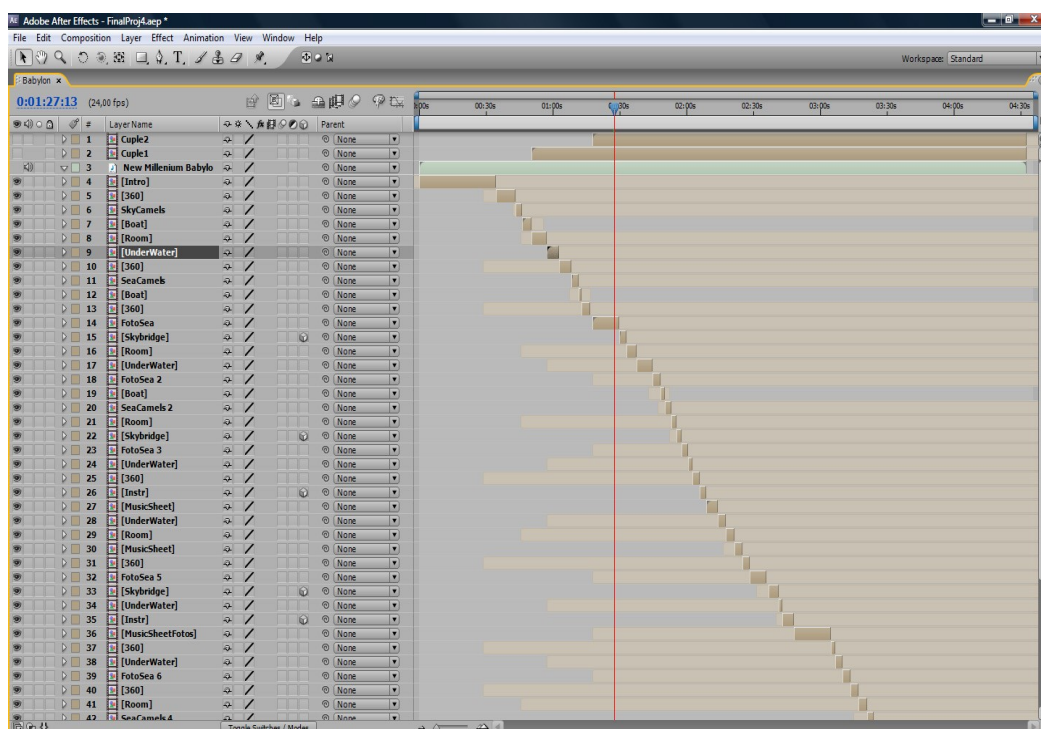 Adobe After Effects - FinalProj4.aep *
File Edit Composition Layer Effect Animation View Window Help
Workspace: Standard
Babylon
0:01:27:13 (24,00 fps)
00:30s 01:00s 30s 02:00s 02:30s 03:00s 03:30s 04:00s 04:30s
# Layer Name Parent
1 Cuple2 None
2 Cuple1 None
3 New Millenium Babylo None
4 [Intro] None
5 [360] None
6 SkyCamels None
7 [Boat] None
8 [Room] None
9 [UnderWater] None
10 [360] None
11 SeaCamels None
12 [Boat] None
13 [360] None
14 FotoSea None
15 [Skybridge] None
16 [Room] None
17 [UnderWater] None
18 FotoSea 2 None
19 [Boat] None
20 SeaCamels 2 None
21 [Room] None
22 [Skybridge] None
23 FotoSea 3 None
24 [UnderWater] None
25 [360] None
26 [Instr] None
27 [MusicSheet] None
28 [UnderWater] None
29 [Room] None
30 [MusicSheet] None
31 [360] None
32 FotoSea 5 None
33 [Skybridge] None
34 [UnderWater] None
35 [Instr] None
36 [MusicSheetFotos] None
37 [360] None
38 [UnderWater] None
39 FotoSea 6 None
40 [360] None
41 [Room] None
42 SeaCamels 4 None
Toggle Switches / Modes